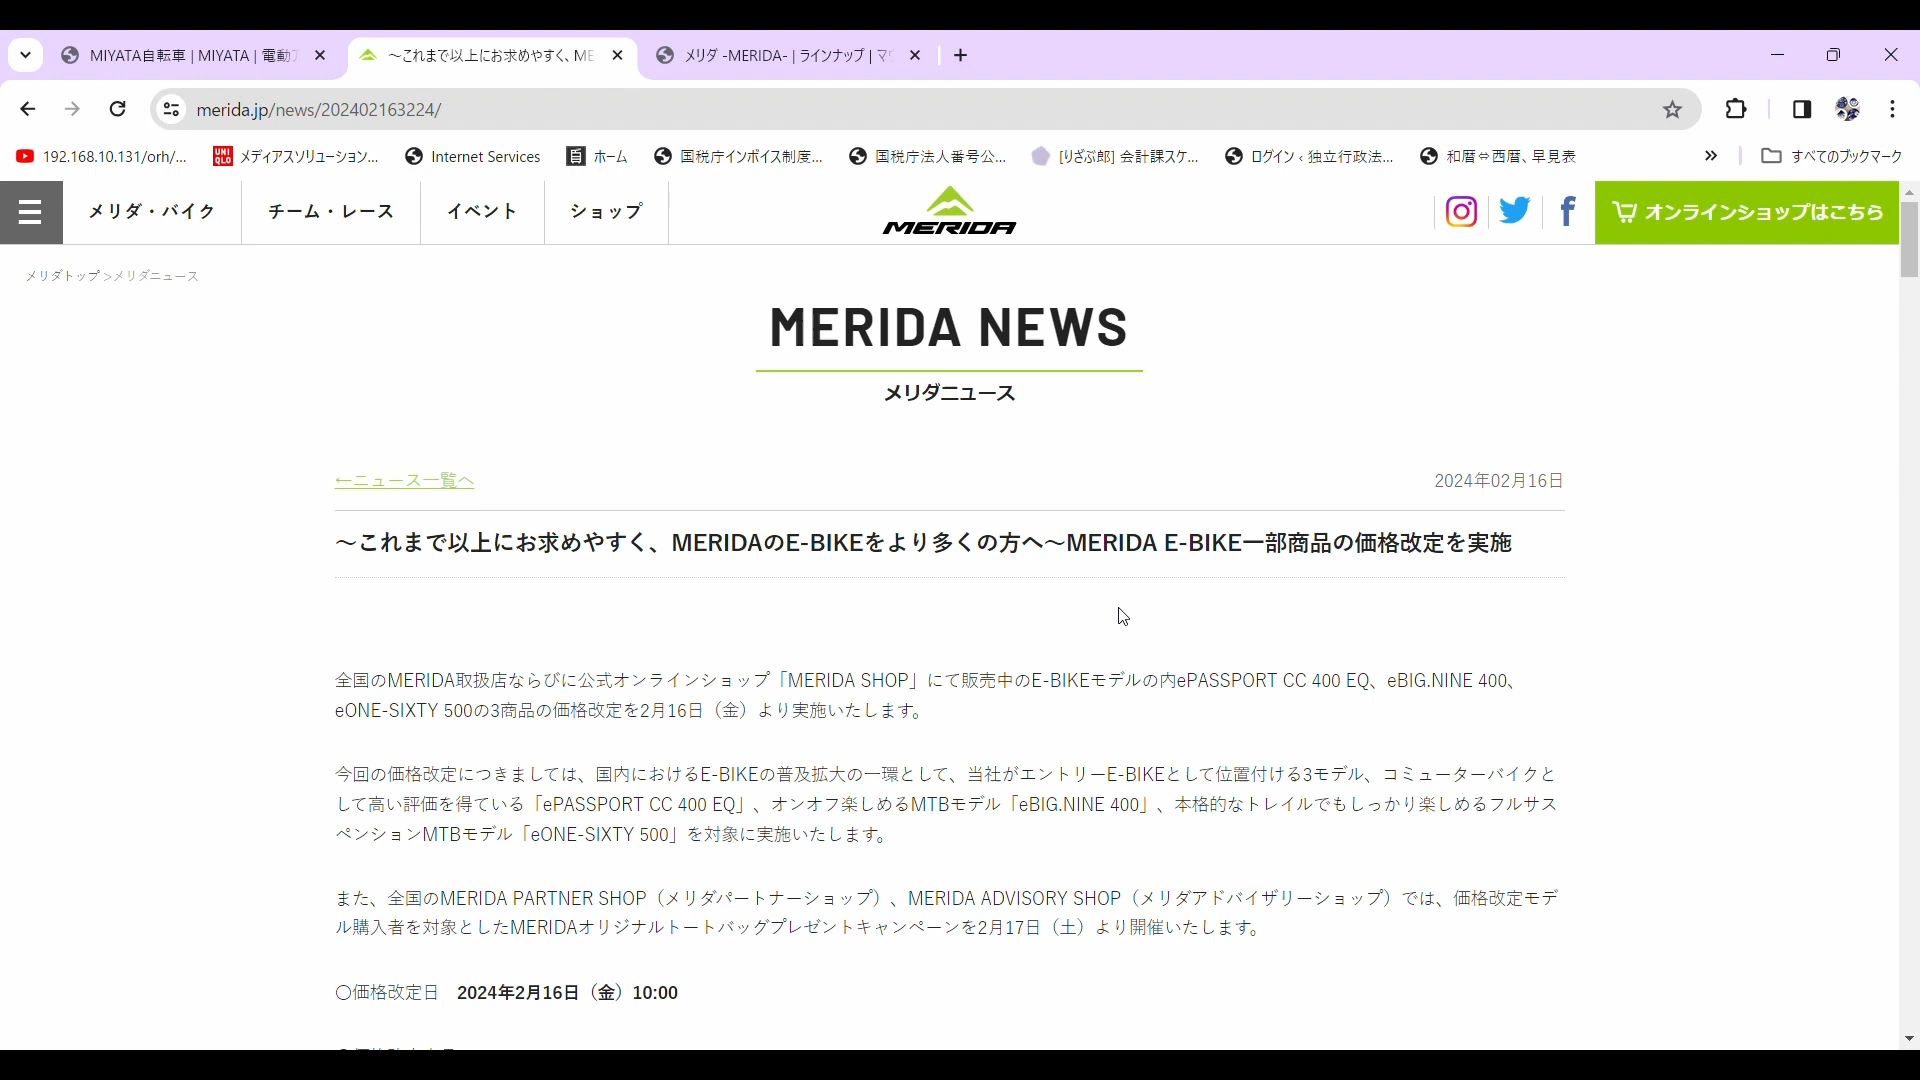 MIYATA自転車 | MIYATA | 電動
～これまで以上にお求めやすく、ME
メリダ -MERIDA- | ラインナップ | マ
merida.jp/news/202402163224/
192.168.10.131/orh/...
UNI QLO
メディアスソリューション...
Internet Services
百 ホーム
国税庁インボイス制度...
国税庁法人番号公...
[りざぶ郎] 会計課スケ...
ログイン ‹ 独立行政法...
和暦⇔西暦、早見表
すべてのブックマーク
メリダ・バイク
チーム・レース
イベント
ショップ
MERIDA
オンラインショップはこちら
メリダトップ >メリダニュース
MERIDA NEWS
メリダニュース
←ニュース一覧へ
2024年02月16日
～これまで以上にお求めやすく、MERIDAのE-BIKEをより多くの方へ～MERIDA E-BIKE一部商品の価格改定を実施
全国のMERIDA取扱店ならびに公式オンラインショップ「MERIDA SHOP」にて販売中のE-BIKEモデルの内ePASSPORT CC 400 EQ、eBIG.NINE 400、
eONE-SIXTY 500の3商品の価格改定を2月16日（金）より実施いたします。
今回の価格改定につきましては、国内におけるE-BIKEの普及拡大の一環として、当社がエントリーE-BIKEとして位置付ける3モデル、コミューターバイクと
して高い評価を得ている「ePASSPORT CC 400 EQ」、オンオフ楽しめるMTBモデル「eBIG.NINE 400」、本格的なトレイルでもしっかり楽しめるフルサス
ペンションMTBモデル「eONE-SIXTY 500」を対象に実施いたします。
また、全国のMERIDA PARTNER SHOP（メリダパートナーショップ）、MERIDA ADVISORY SHOP（メリダアドバイザリーショップ）では、価格改定モデ
ル購入者を対象としたMERIDAオリジナルトートバッグプレゼントキャンペーンを2月17日（土）より開催いたします。
〇価格改定日　2024年2月16日（金）10:00